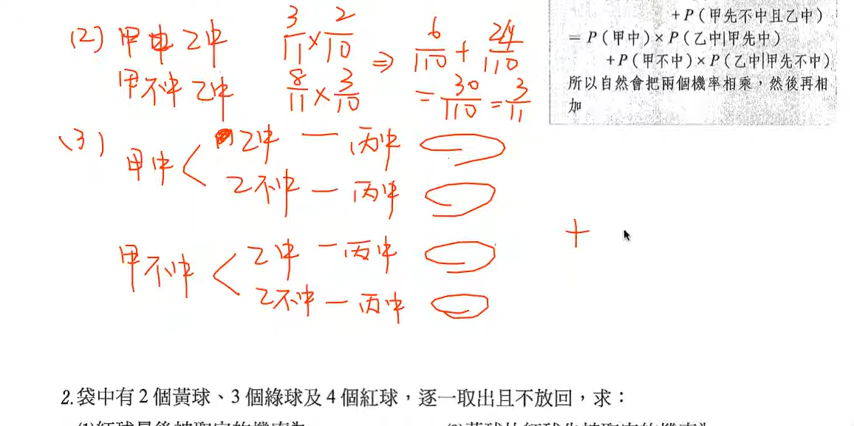 +P(甲先不中且乙中)
=P(甲中)×P(乙中|甲先中)
+P(甲不中)×P(乙中|甲先不中)
所以自然會把兩個機率相乘，然後再相
加
(2) 甲中乙中 3/11 × 2/10 ⇒ 6/110 + 24/110
甲不中乙中 8/11 × 3/10 = 30/110 = 3/11
(3) 甲中 < 乙中 — 丙中
乙不中 — 丙中
+
甲不中 < 乙中 — 丙中
乙不中 — 丙中
2.袋中有2個黃球、3個綠球及4個紅球，逐一取出且不放回，求：